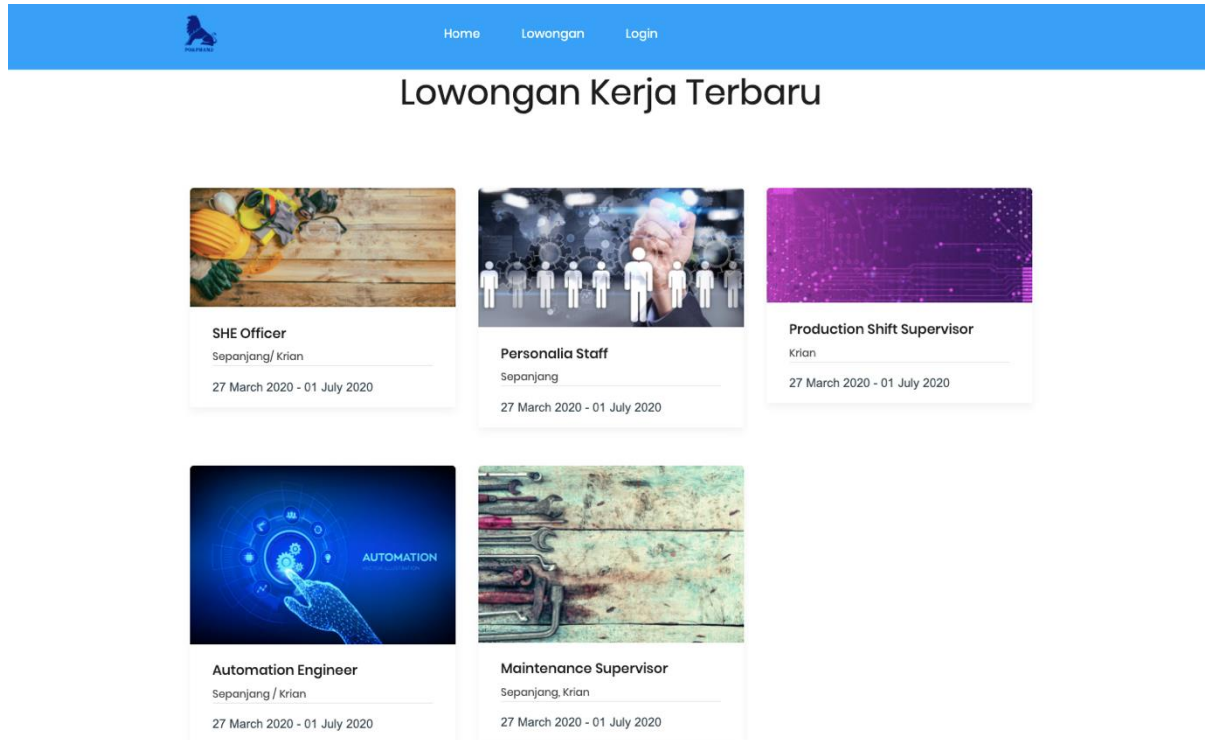 Home Lowongan Login
Lowongan Kerja Terbaru
SHE Officer
Sepanjang/ Krian
27 March 2020 - 01 July 2020
Personalia Staff
Sepanjang
27 March 2020 - 01 July 2020
Production Shift Supervisor
Krian
27 March 2020 - 01 July 2020
AUTOMATION
Automation Engineer
Sepanjang / Krian
27 March 2020 - 01 July 2020
Maintenance Supervisor
Sepanjang, Krian
27 March 2020 - 01 July 2020